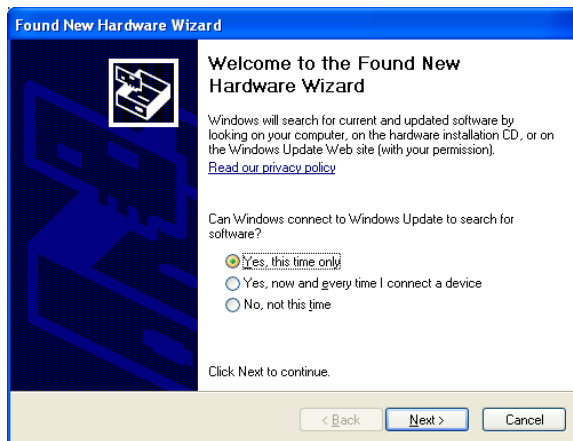 Found New Hardware Wizard
Welcome to the Found New
Hardware Wizard
Windows will search for current and updated software by
looking on your computer, on the hardware installation CD, or on
the Windows Update Web site (with your permission).
Read our privacy policy
Can Windows connect to Windows Update to search for
software?
Yes, this time only
Yes, now and every time I connect a device
No, not this time
Click Next to continue.
< Back Next > Cancel